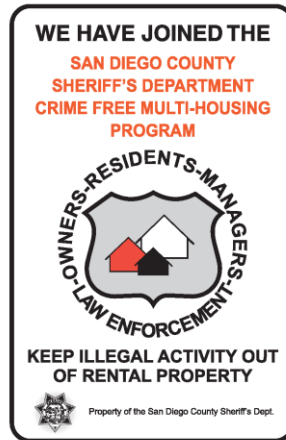 WE HAVE JOINED THE
SAN DIEGO COUNTY
SHERIFF'S DEPARTMENT
CRIME FREE MULTI-HOUSING
PROGRAM
OWNERS-RESIDENTS-MANAGERS
-LAW ENFORCEMENT-
KEEP ILLEGAL ACTIVITY OUT
OF RENTAL PROPERTY
Property of the San Diego County Sheriff's Dept.